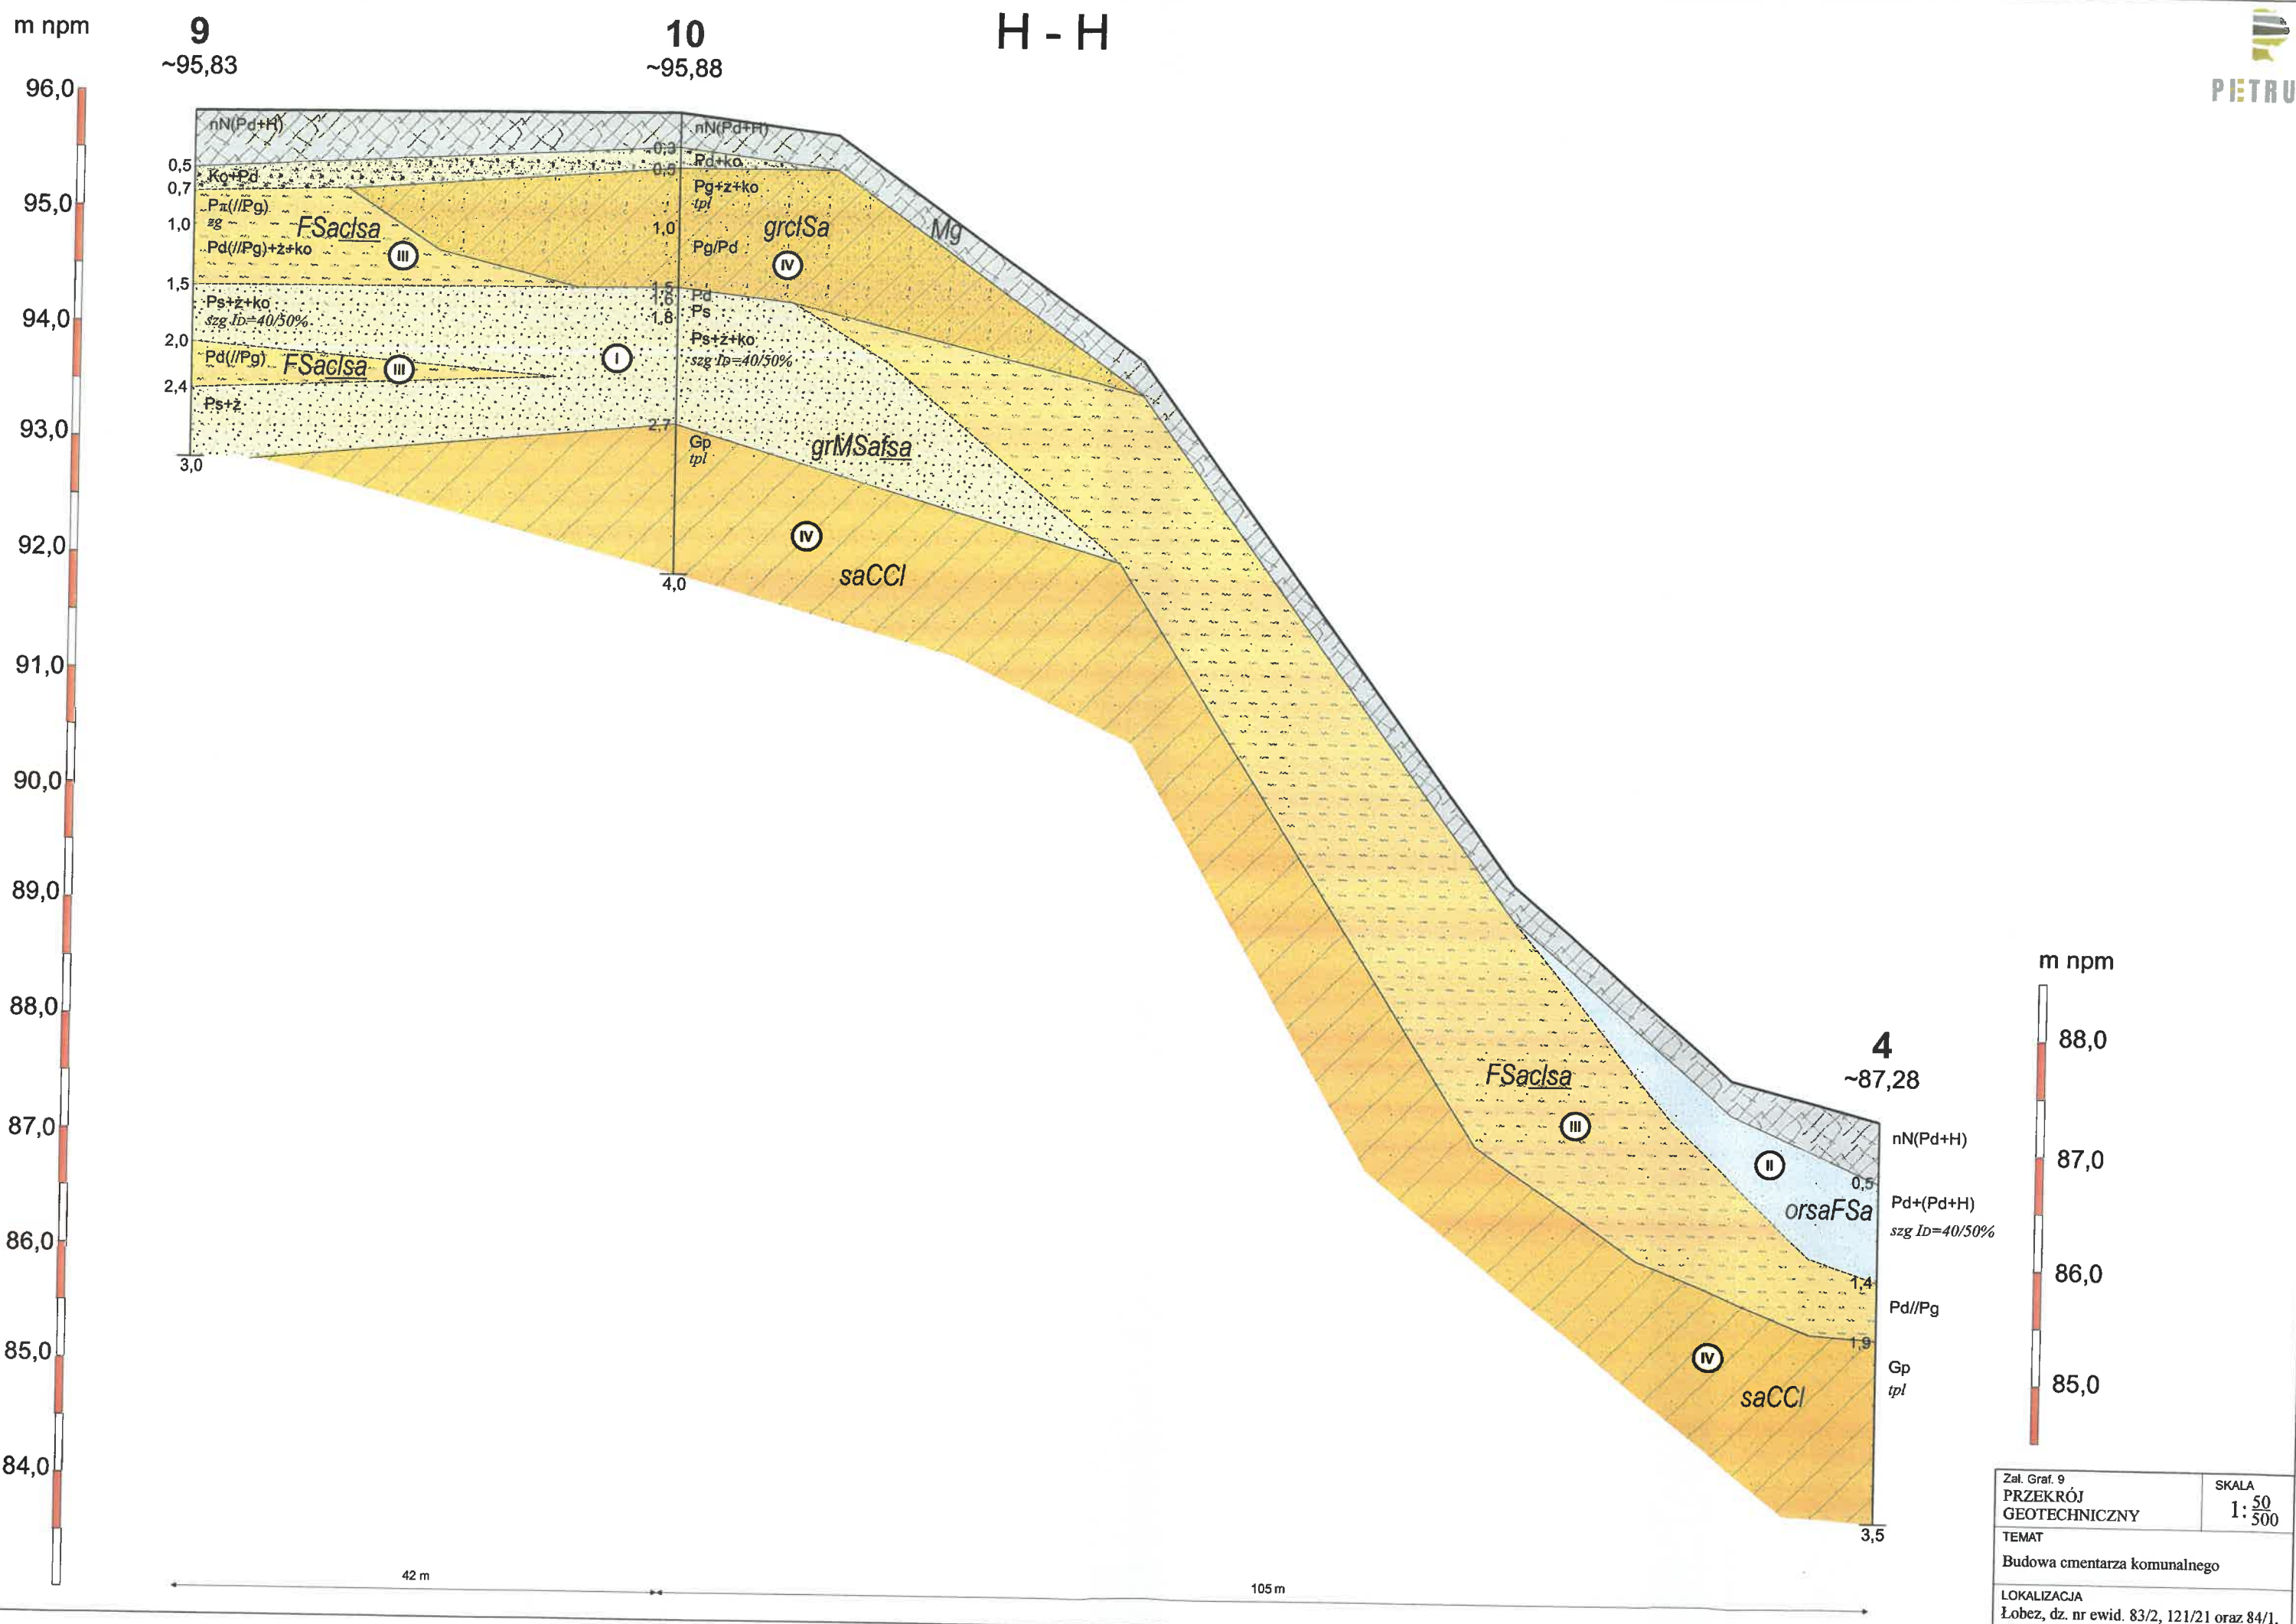 m npm
9
~95,83
10
~95,88
H - H
PETRU
96,0
95,0
94,0
93,0
92,0
91,0
90,0
89,0
88,0
87,0
86,0
85,0
84,0
nN(Pd+H)
0,5
Ko+Pd
0,7
Pπ(//Pg)
zg
1,0
Pd(//Pg)+ż+ko
FSaclsa
III
1,5
Ps+ż+ko
szg ID=40/50%
2,0
Pd(//Pg)
FSaclsa
III
2,4
Ps+ż
3,0
I
nN(Pd+H)
0,3
Pd+ko
0,5
Pg+ż+ko
tpl
1,0
Pg/Pd
grclSa
IV
1,5
Pd
1,6
Ps
1,8
Ps+ż+ko
szg ID=40/50%
2,7
Gp
tpl
grMSafsa
IV
saCCl
4,0
Mg
FSaclsa
III
II
orsaFSa
IV
saCCl
4
~87,28
nN(Pd+H)
0,5
Pd+(Pd+H)
szg ID=40/50%
1,4
Pd//Pg
1,9
Gp
tpl
3,5
m npm
88,0
87,0
86,0
85,0
42 m
105 m
Zał. Graf. 9
PRZEKRÓJ
GEOTECHNICZNY
SKALA
1: 50
500
TEMAT
Budowa cmentarza komunalnego
LOKALIZACJA
Łobez, dz. nr ewid. 83/2, 121/21 oraz 84/1,